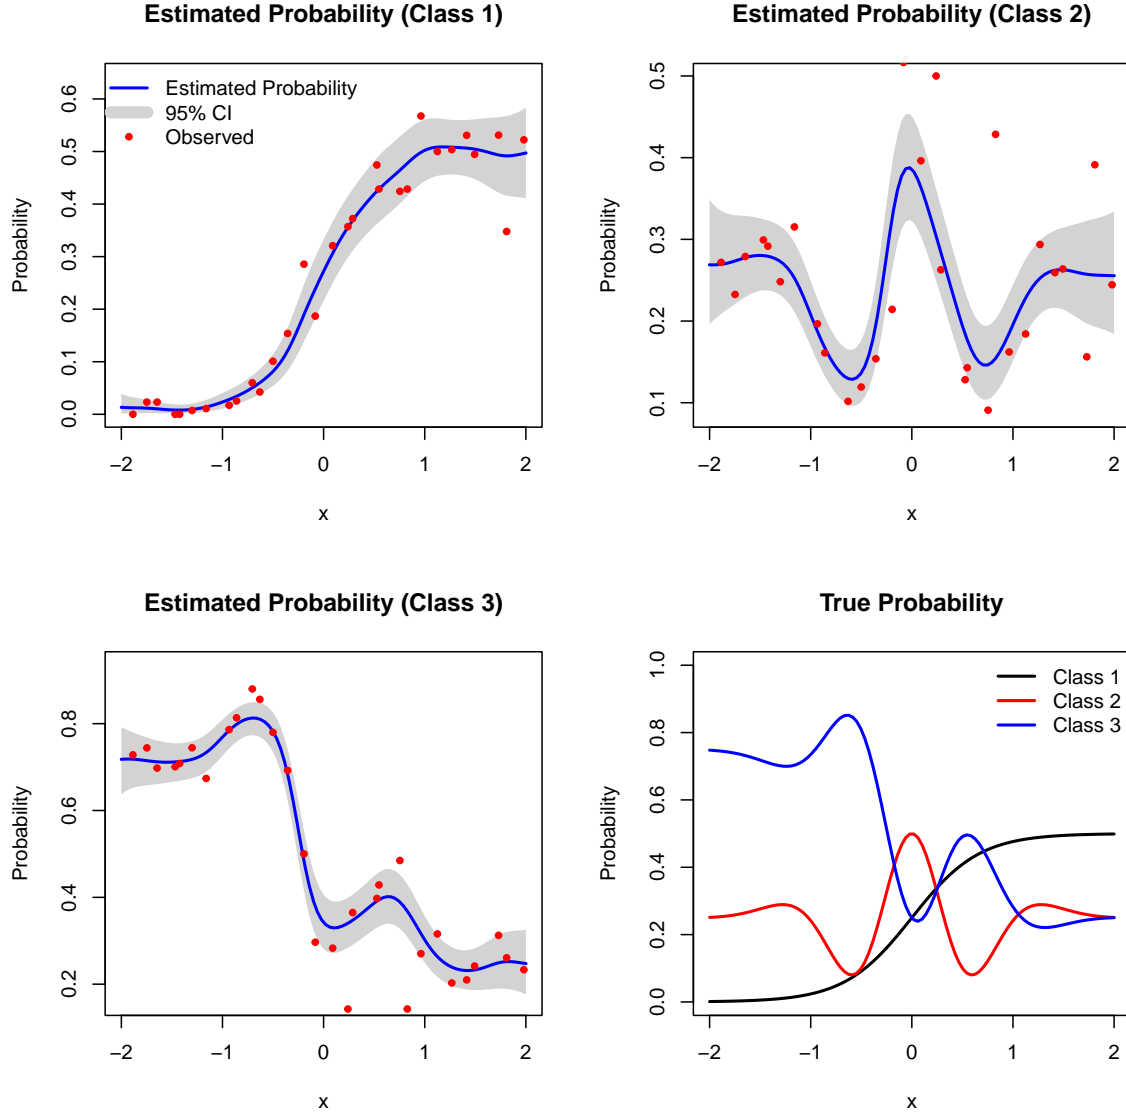 Estimated Probability (Class 1)
Probability
0.0 0.1 0.2 0.3 0.4 0.5 0.6
Estimated Probability
95% CI
Observed
−2 −1 0 1 2
x
Estimated Probability (Class 2)
Probability
0.1 0.2 0.3 0.4 0.5
−2 −1 0 1 2
x
Estimated Probability (Class 3)
Probability
0.2 0.4 0.6 0.8
−2 −1 0 1 2
x
True Probability
Probability
0.0 0.2 0.4 0.6 0.8 1.0
Class 1
Class 2
Class 3
−2 −1 0 1 2
x